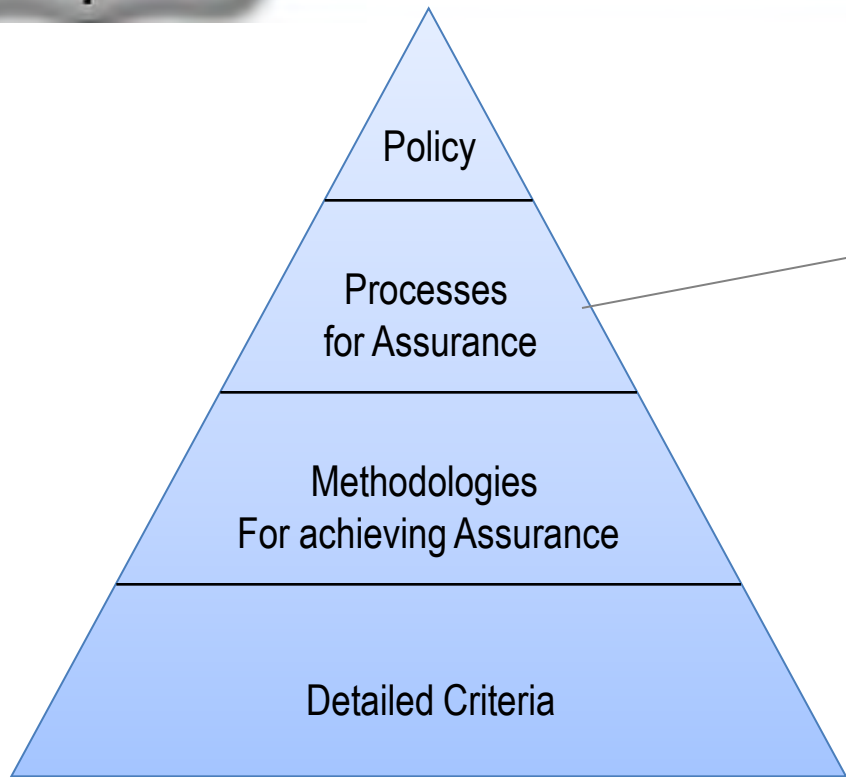 Policy
Processes
for Assurance
Methodologies
For achieving Assurance
Detailed Criteria